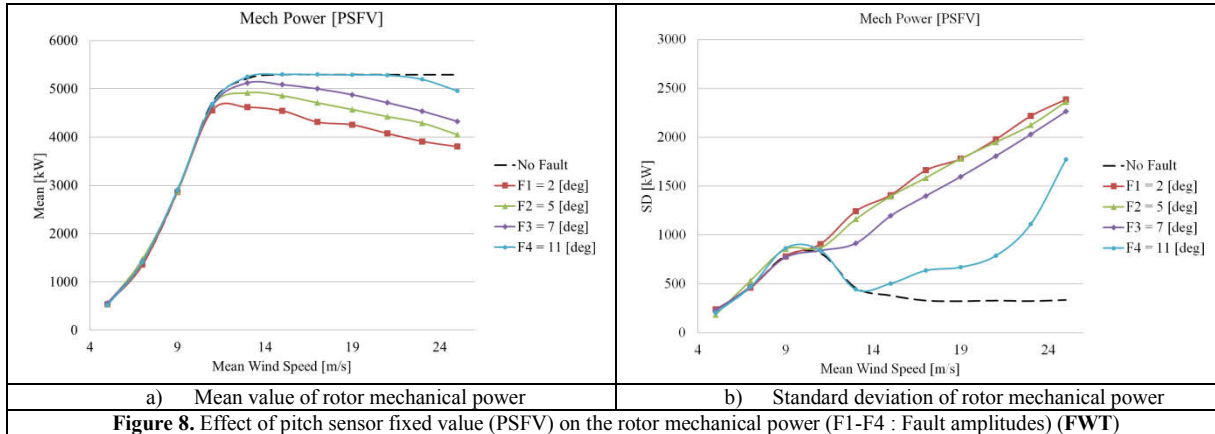 Mech Power [PSFV]
6000
5000
4000
3000
2000
1000
0
Mean [kW]
4 9 14 19 24
Mean Wind Speed [m/s]
No Fault
F1 = 2 [deg]
F2 = 5 [deg]
F3 = 7 [deg]
F4 = 11 [deg]
Mech Power [PSFV]
3000
2500
2000
1500
1000
500
0
SD [kW]
4 9 14 19 24
Mean Wind Speed [m/s]
No Fault
F1 = 2 [deg]
F2 = 5 [deg]
F3 = 7 [deg]
F4 = 11 [deg]
a) Mean value of rotor mechanical power
b) Standard deviation of rotor mechanical power
Figure 8. Effect of pitch sensor fixed value (PSFV) on the rotor mechanical power (F1-F4 : Fault amplitudes) (FWT)